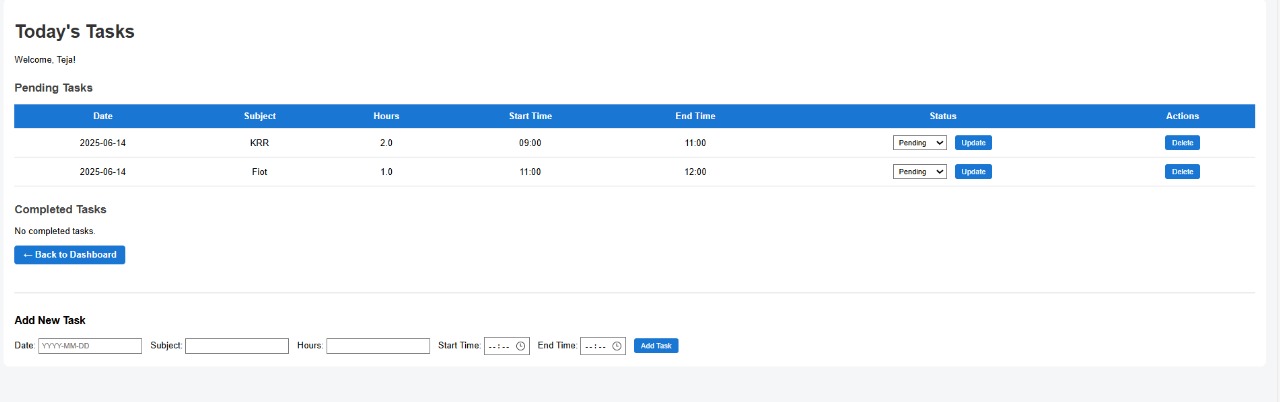 Today's Tasks
Welcome, Teja!
Pending Tasks
Date Subject Hours Start Time End Time Status Actions
2025-06-14 KRR 2.0 09:00 11:00 Pending Update Delete
2025-06-14 Fiot 1.0 11:00 12:00 Pending Update Delete
Completed Tasks
No completed tasks.
← Back to Dashboard
Add New Task
Date: YYYY-MM-DD Subject: Hours: Start Time: --:-- End Time: --:-- Add Task